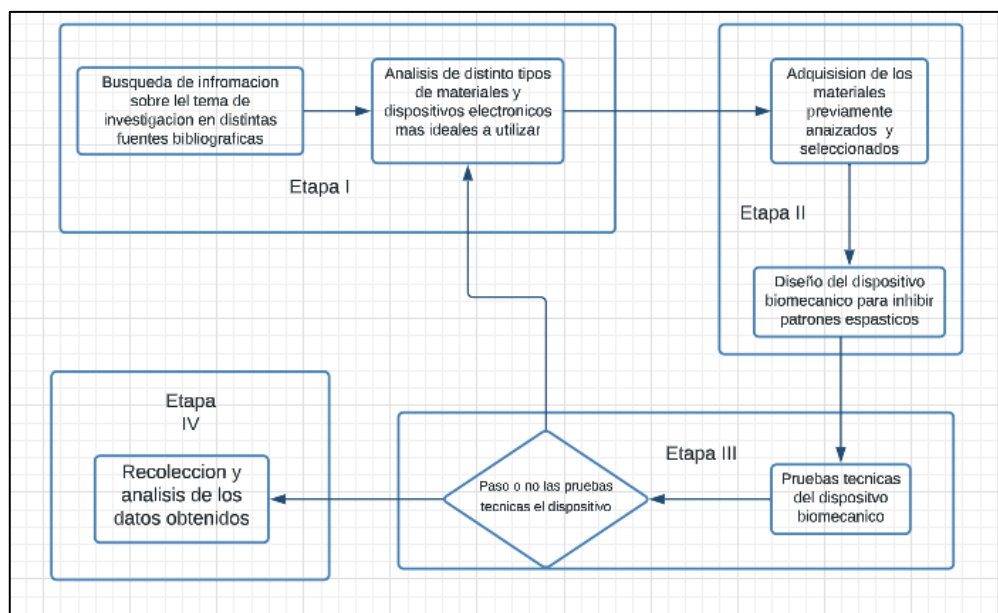 Busqueda de infromacion
sobre lel tema de
investigacion en distintas
fuentes bibliograficas
Analisis de distinto tipos
de materiales y
dispositivos electronicos
mas ideales a utilizar
Etapa I
Adquisision de los
materiales
previamente
anaizados y
seleccionados
Etapa II
Diseño del dispositivo
biomecanico para inhibir
patrones espasticos
Etapa III
Pruebas tecnicas
del dispositvo
biomecanico
Paso o no las pruebas
tecnicas el dispositivo
Etapa
IV
Recoleccion y
analisis de los
datos obtenidos